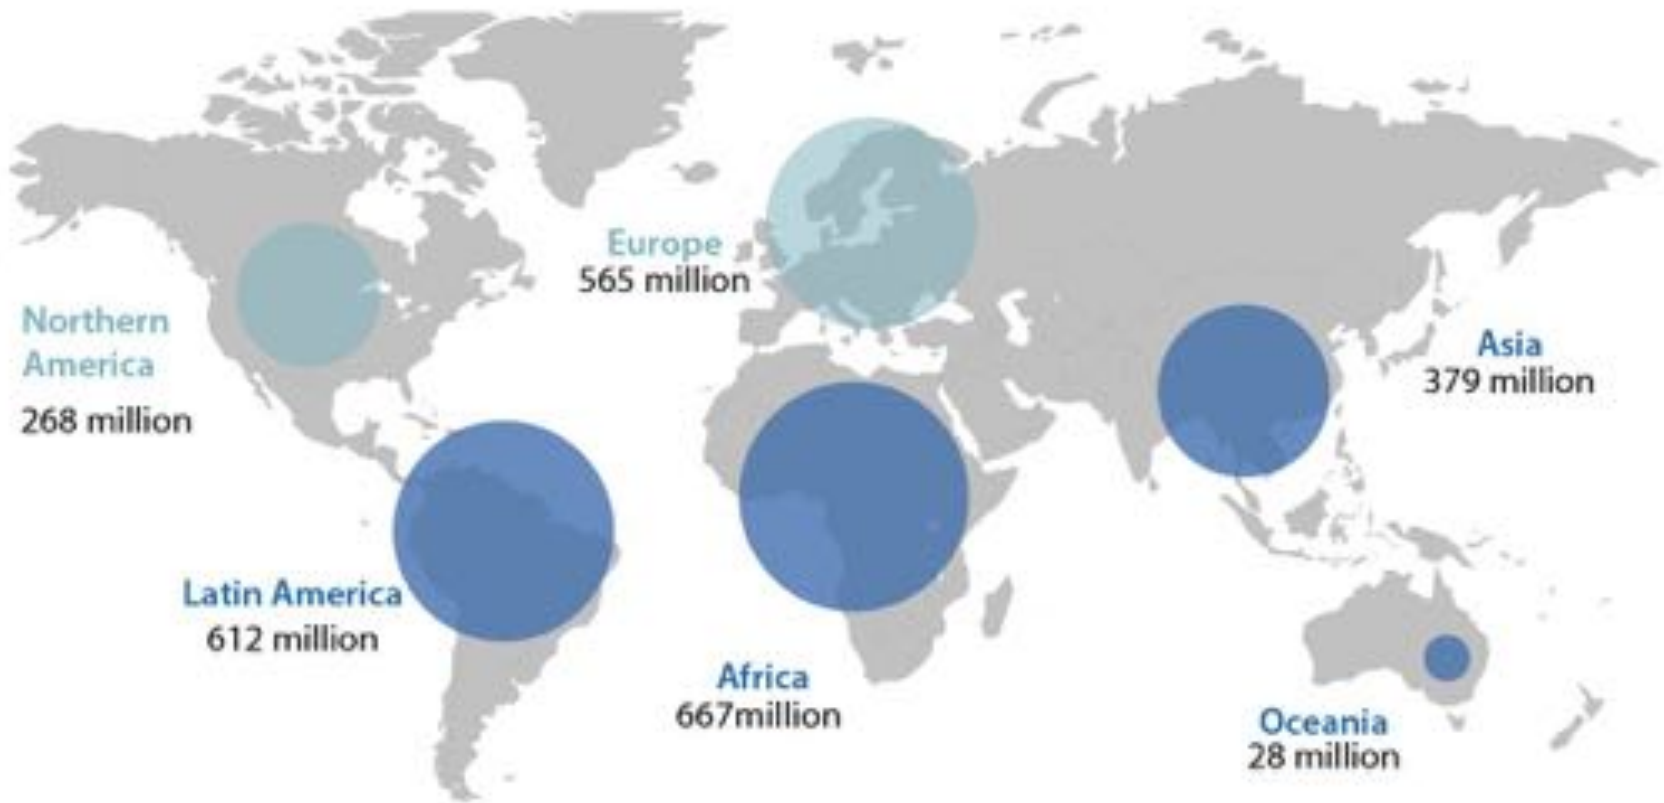 Europe
565 million
Northern
America
268 million
Asia
379 million
Latin America
612 million
Africa
667million
Oceania
28 million